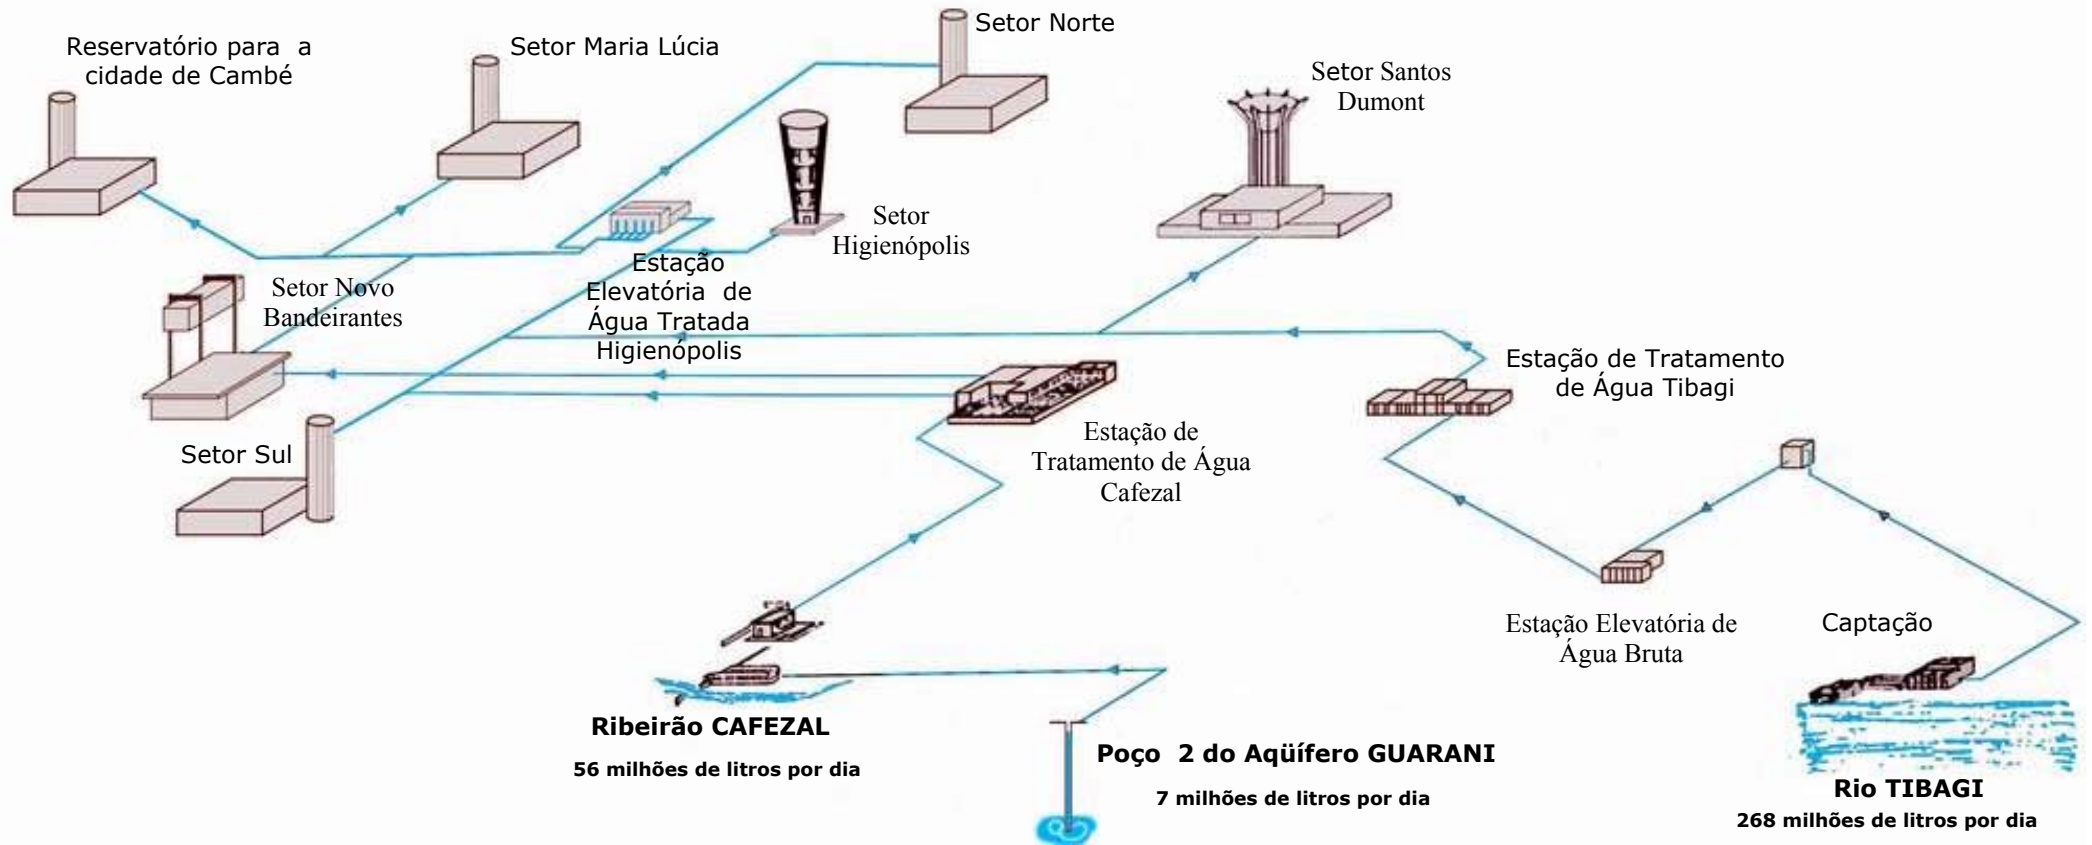 Setor Norte
Reservatório para a
cidade de Cambé
Setor Maria Lúcia
Setor Santos
Dumont
Setor
Higienópolis
Estação
Elevatória de
Água Tratada
Higienópolis
Setor Novo
Bandeirantes
Estação de Tratamento
de Água Tibagi
Setor Sul
Estação de
Tratamento de Água
Cafezal
Estação Elevatória de
Água Bruta
Captação
Ribeirão CAFEZAL
56 milhões de litros por dia
Poço 2 do Aqüífero GUARANI
7 milhões de litros por dia
Rio TIBAGI
268 milhões de litros por dia